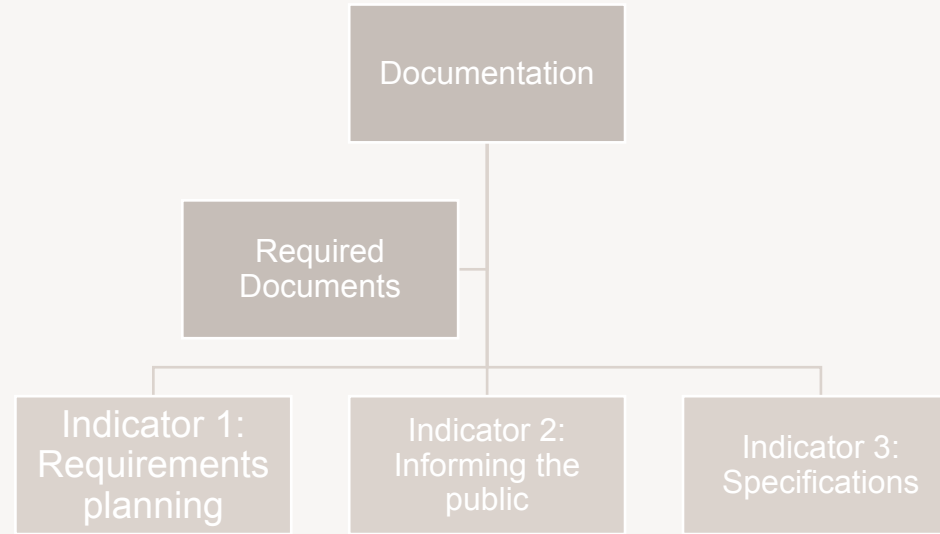 Documentation
Required
Documents
Indicator 1:
Requirements
planning
Indicator 2:
Informing the
public
Indicator 3:
Specifications